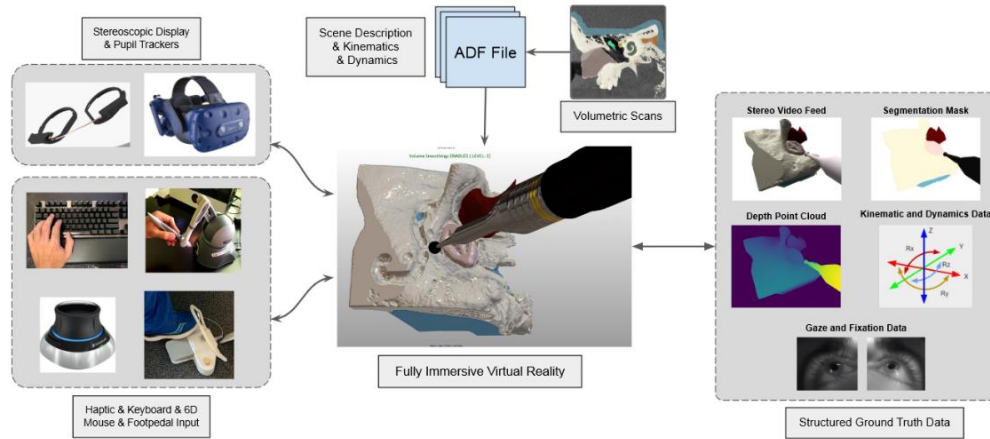 Stereoscopic Display
& Pupil Trackers
Scene Description
& Kinematics
& Dynamics
ADF File
Volumetric Scans
Haptic & Keyboard & 6D
Mouse & Footpedal Input
Fully Immersive Virtual Reality
Stereo Video Feed
Segmentation Mask
Depth Point Cloud
Kinematic and Dynamics Data
Z
Y
Rx
Rz
X
Ry
Gaze and Fixation Data
Structured Ground Truth Data